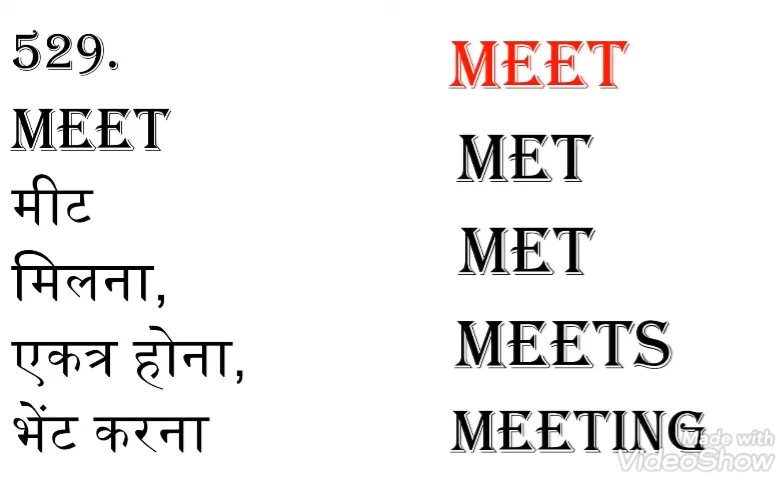 529.
MEET
मीट
मिलना,
एकत्र होना,
भेंट करना
MEET
MET
MET
MEETS
MEETING
Made with
VideoShow